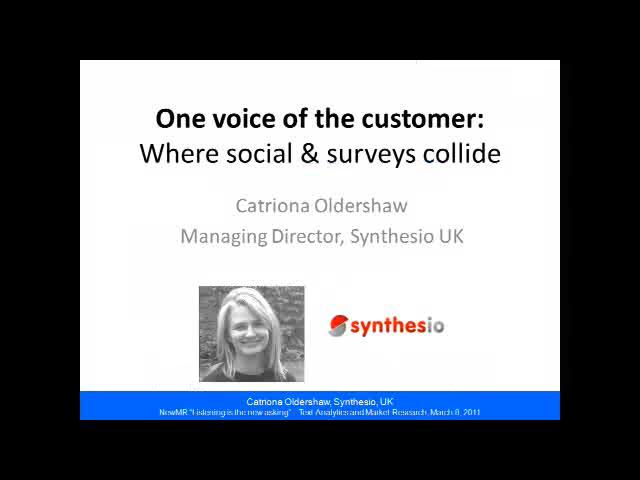 One voice of the customer:
Where social & surveys collide
Catriona Oldershaw
Managing Director, Synthesio UK
synthesio
Catriona Oldershaw, Synthesio, UK
NewMR "Listening is the new asking" - Text Analytics and Market Research, March 8, 2011